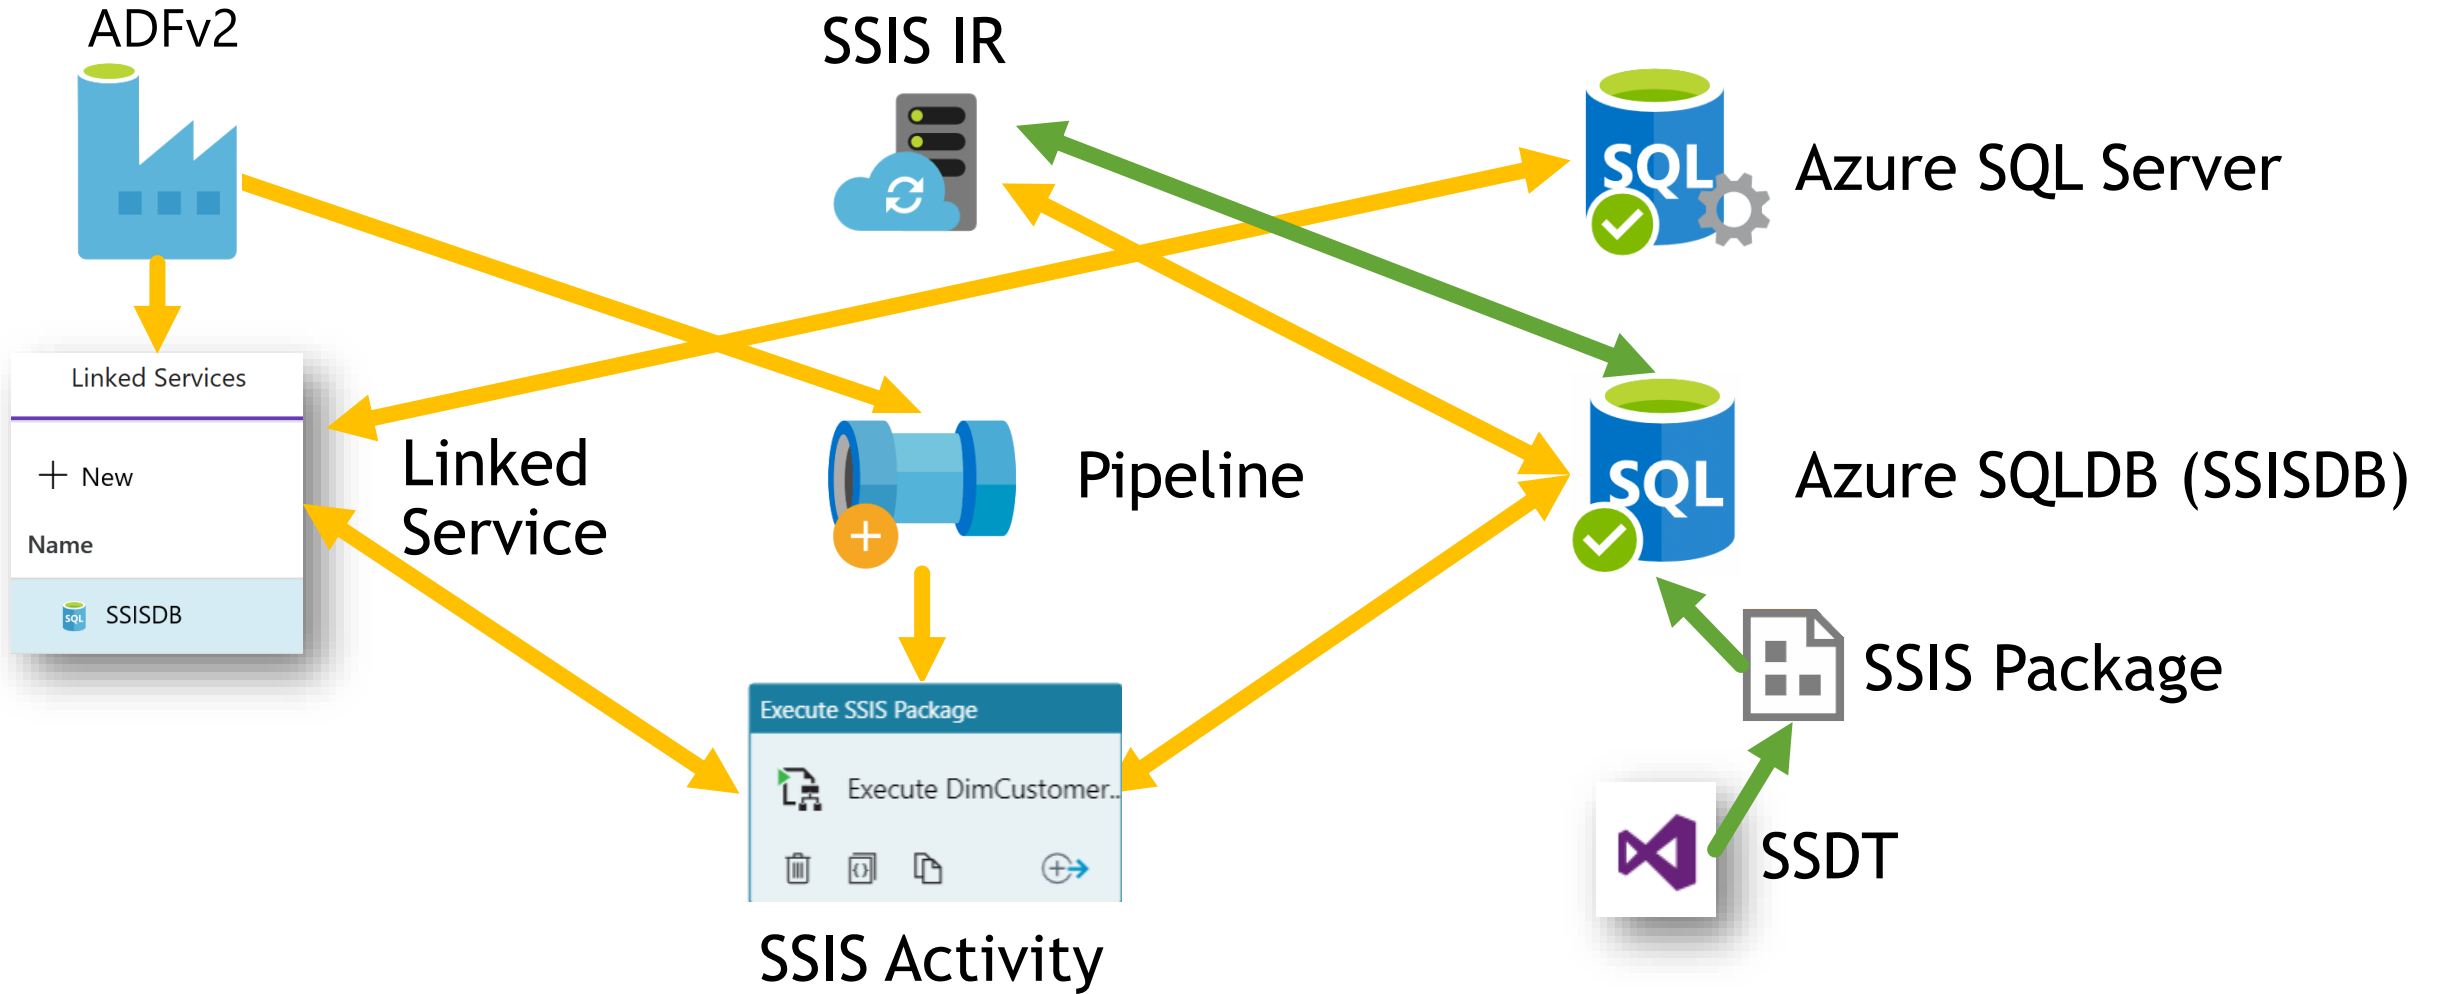 ADFv2
SSIS IR
SQL
Azure SQL Server
Linked Services
+ New
Name
SQL
SSISDB
Linked
Service
Pipeline
SQL
Azure SQLDB (SSISDB)
Execute SSIS Package
Execute DimCustomer..
SSIS Activity
SSIS Package
SSDT